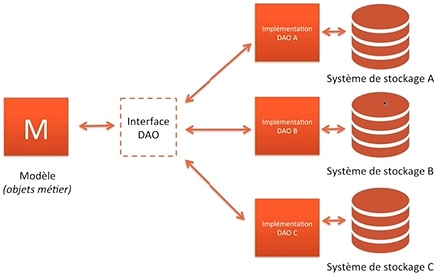 Implémentation
DAO A
Système de stockage A
M
Modèle
(objets métier)
Interface
DAO
Implémentation
DAO B
Système de stockage B
Implémentation
DAO C
Système de stockage C